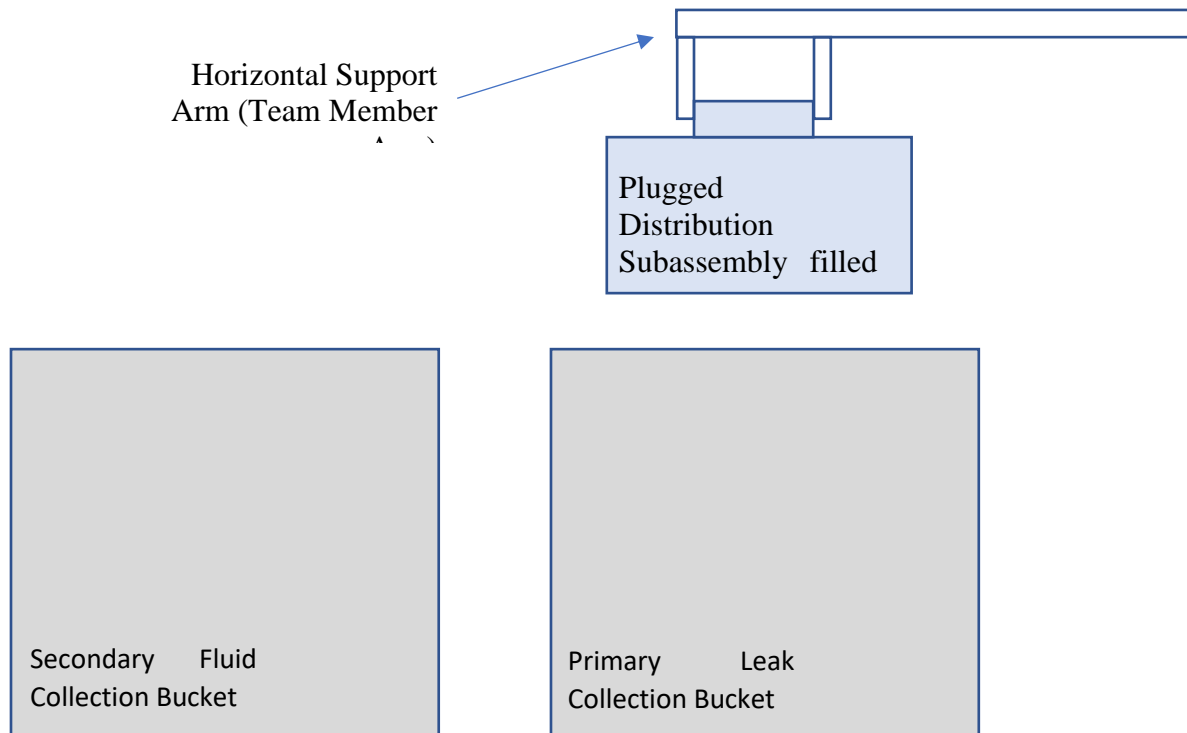 Horizontal Support
Arm (Team Member
Plugged
Distribution
Subassembly filled
Secondary Fluid
Collection Bucket
Primary Leak
Collection Bucket